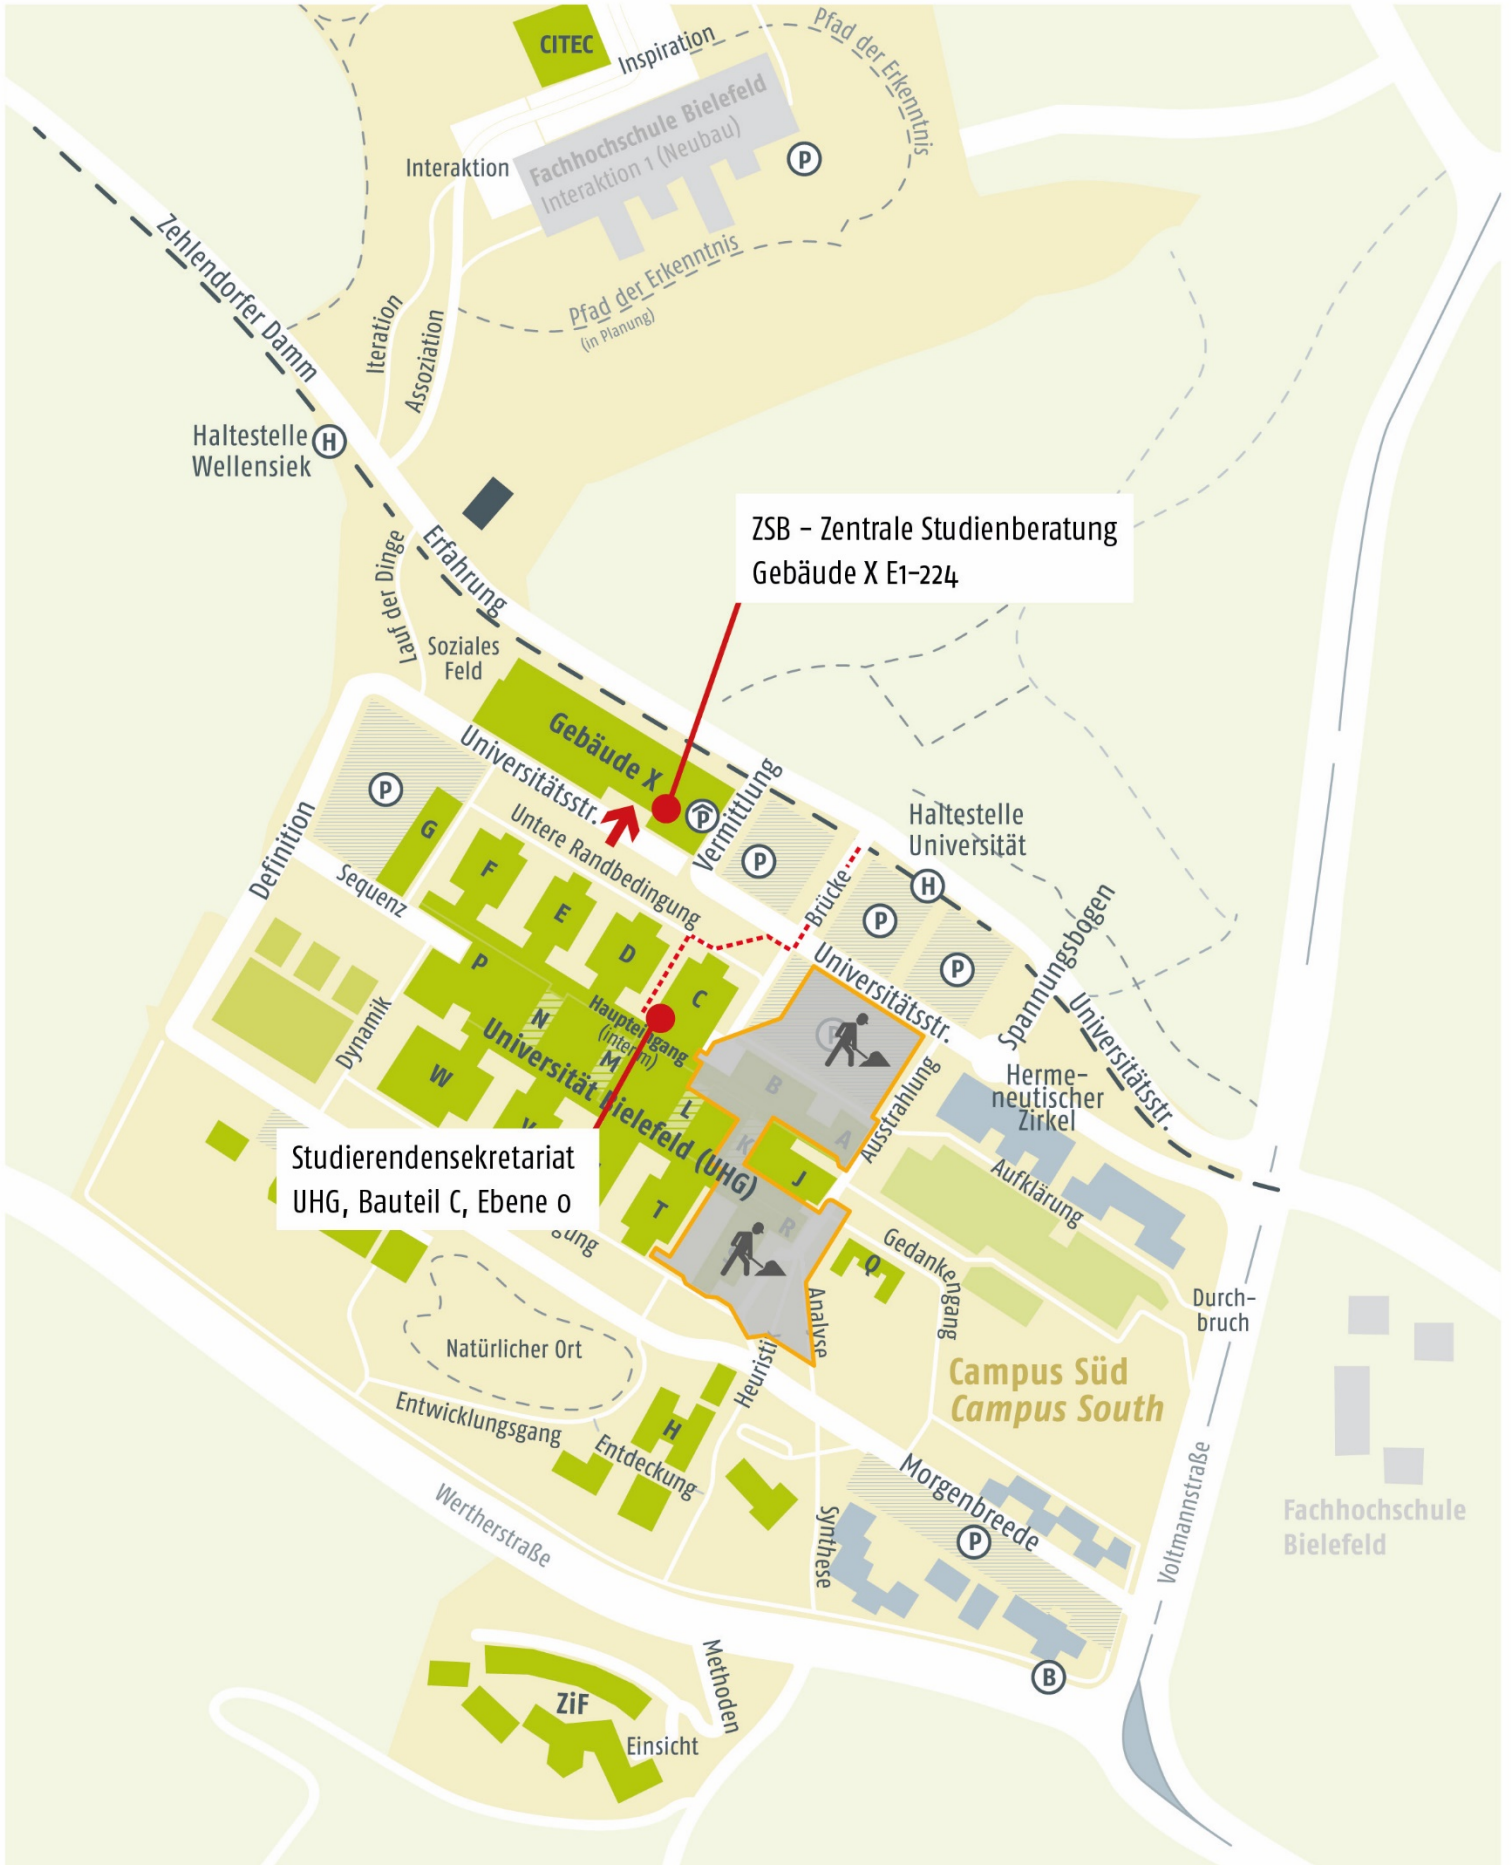 CITEC
Inspiration
Pfad der Erkenntnis
Fachhochschule Bielefeld
Interaktion 1 (Neubau)
P
Interaktion
Zehlendorfer Damm
Pfad der Erkenntnis
(in Planung)
Iteration
Assoziation
Haltestelle
Wellensiek
H
ZSB – Zentrale Studienberatung
Gebäude X E1-224
Erfahrung
Lauf der Dinge
Soziales
Feld
Gebäude X
Universitätsstr.
P
Vermittlung
P
G
Untere Randbedingung
Definition
Sequenz
F
E
D
C
P
Brücke
Haltestelle
Universität
H
P
P
P
Universitätsstr.
Spannungsbogen
Universitätsstr.
Haupteingang
(interim)
N
M
L
K
B
A
J
R
T
W
Dynamik
Universität Bielefeld (UHG)
Ausstrahlung
Herme-
neutischer
Zirkel
Aufklärung
Studierendensekretariat
UHG, Bauteil C, Ebene 0
Gedankengang
Q
Analyse
Durch-
bruch
Natürlicher Ort
Campus Süd
Campus South
Entwicklungsgang
H
Entdeckung
Morgenbreede
P
Synthese
Voltmannstraße
Fachhochschule
Bielefeld
Wertherstraße
B
Methoden
ZiF
Einsicht